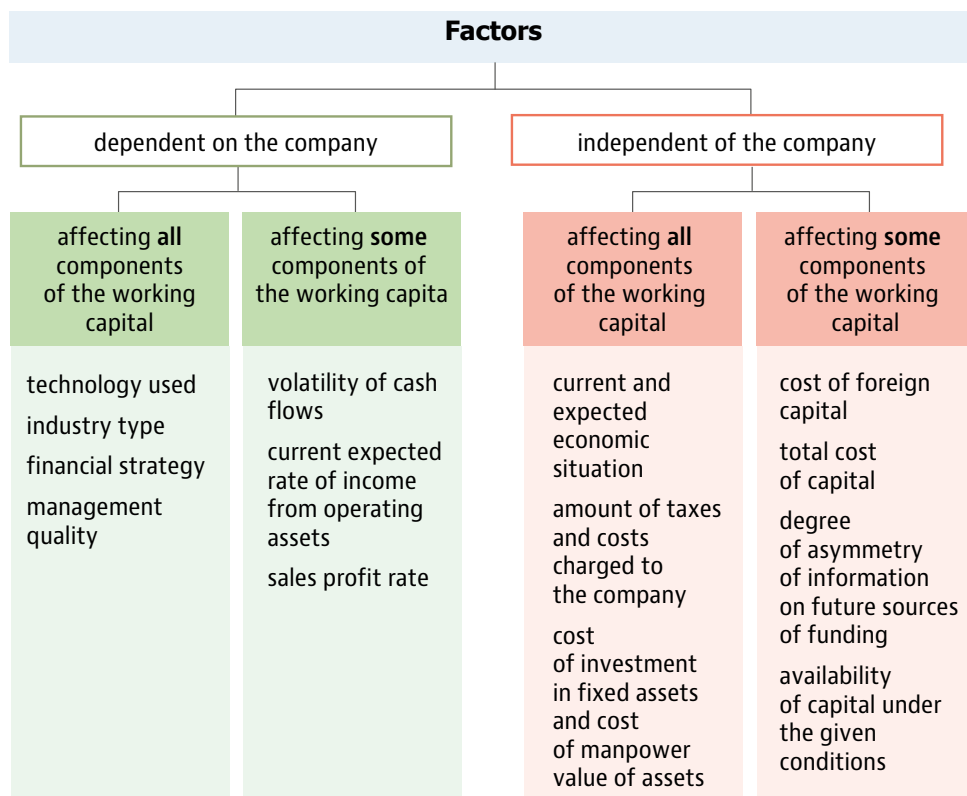 Factors
dependent on the company
affecting all
components
of the working
capital
technology used
industry type
financial strategy
management
quality
affecting some
components of
the working capita
volatility of cash
flows
current expected
rate of income
from operating
assets
sales profit rate
independent of the company
affecting all
components
of the working
capital
current and
expected
economic
situation
amount of taxes
and costs
charged to
the company
cost
of investment
in fixed assets
and cost
of manpower
value of assets
affecting some
components
of the working
capital
cost of foreign
capital
total cost
of capital
degree
of asymmetry
of information
on future sources
of funding
availability
of capital under
the given
conditions